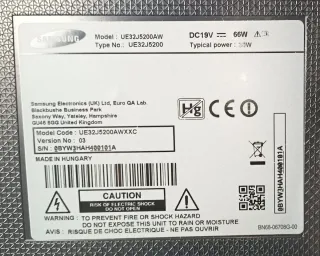 SAMSUNG
Model : UE32J5200AW
Type No : UE32J5200
DC19V 66W
Typical power :
Samsung Electronics (UK) Ltd, Euro QA Lab.
Blackbushe Business Park
Saxony Way, Yateley, Hampshire
GU46 6GG United Kingdom
Hg
CE
Model Code : UE32J5200AWXXC
Version No : 03
S/N : 0BYW3HAH400101A
MADE IN HUNGARY
0BYW3HAH400101A
CAUTION
RISK OF ELECTRIC SHOCK
DO NOT OPEN
WARNING : TO PREVENT FIRE OR SHOCK HAZARD
DO NOT EXPOSE THIS UNIT TO RAIN OR MOISTURE
AVIS : RISQUE DE CHOC ELECTRIQUE - NE PAS OUVRIR
0BYW3HAH400101A